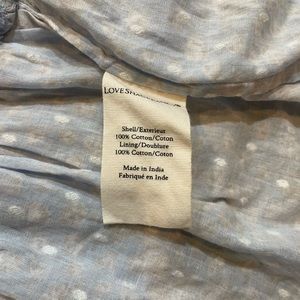 Shell/Exterieur
100% Cotton/Coton
Lining/Doublure
100% Cotton/Coton
Made in India
Fabriqué en Inde